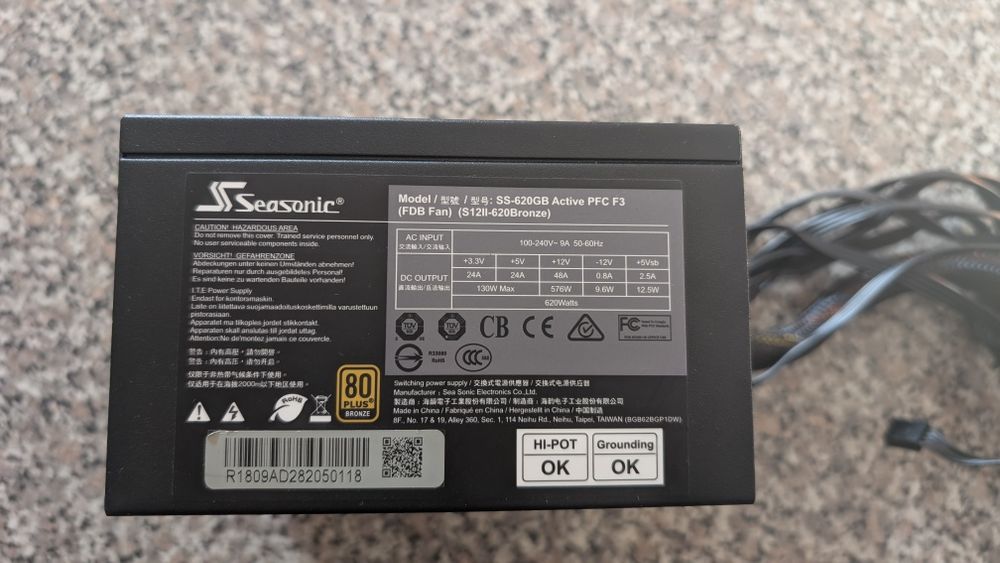 Seasonic®
CAUTION! HAZARDOUS AREA
Do not remove this cover. Trained service personnel only.
No user serviceable components inside.
VORSICHT! GEFAHRENZONE
Abdeckungen unter keinen Umständen abnehmen!
Reparaturen nur durch ausgebildetes Personal!
Es sind keine zu wartenden Bauteile vorhanden!
I.T.E Power Supply
Endast for kontorsmaskin.
Laite on liitettava suojamaadoituskoskettimilla varustettuun
pistorasiaan.
Apparatet ma tilkoples jordet stikkontakt.
Apparaten skall anslutas till jordat uttag.
Attention:Ne de'montez jamais ce couvercle.
警告:內有高壓,請勿開啓。
警告:内有高压,请勿开启
仅限于非热带气候条件下使用。
仅适用于在海拔2000m以下地区使用
RoHS
80
PLUS
BRONZE
R1809AD282050118
Model / 型號 / 型号: SS-620GB Active PFC F3
(FDB Fan) (S12II-620Bronze)
AC INPUT 100-240V~ 9A 50-60Hz
交流輸入/交流输入
DC OUTPUT +3.3V +5V +12V -12V +5Vsb
直流輸出/直流输出 24A 24A 48A 0.8A 2.5A
130W Max 576W 9.6W 12.5W
620Watts
TÜV TÜV CB CE FC
R33080
RoHS
CCC
Switching power supply / 交換式電源供應器 / 交换式电源供应器
Manufacturer : Sea Sonic Electronics Co.,Ltd.
製造商:海韻電子工業股份有限公司 / 制造商:海韵电子工业股份有限公司
Made in China / Fabriqué en China / Hergestellt in China / 中国制造
8F., No. 17 & 19, Alley 360, Sec. 1, 114 Neihu Rd., Neihu, Taipei, TAIWAN (BGB62BGP1DW)
HI-POT
OK
Grounding
OK